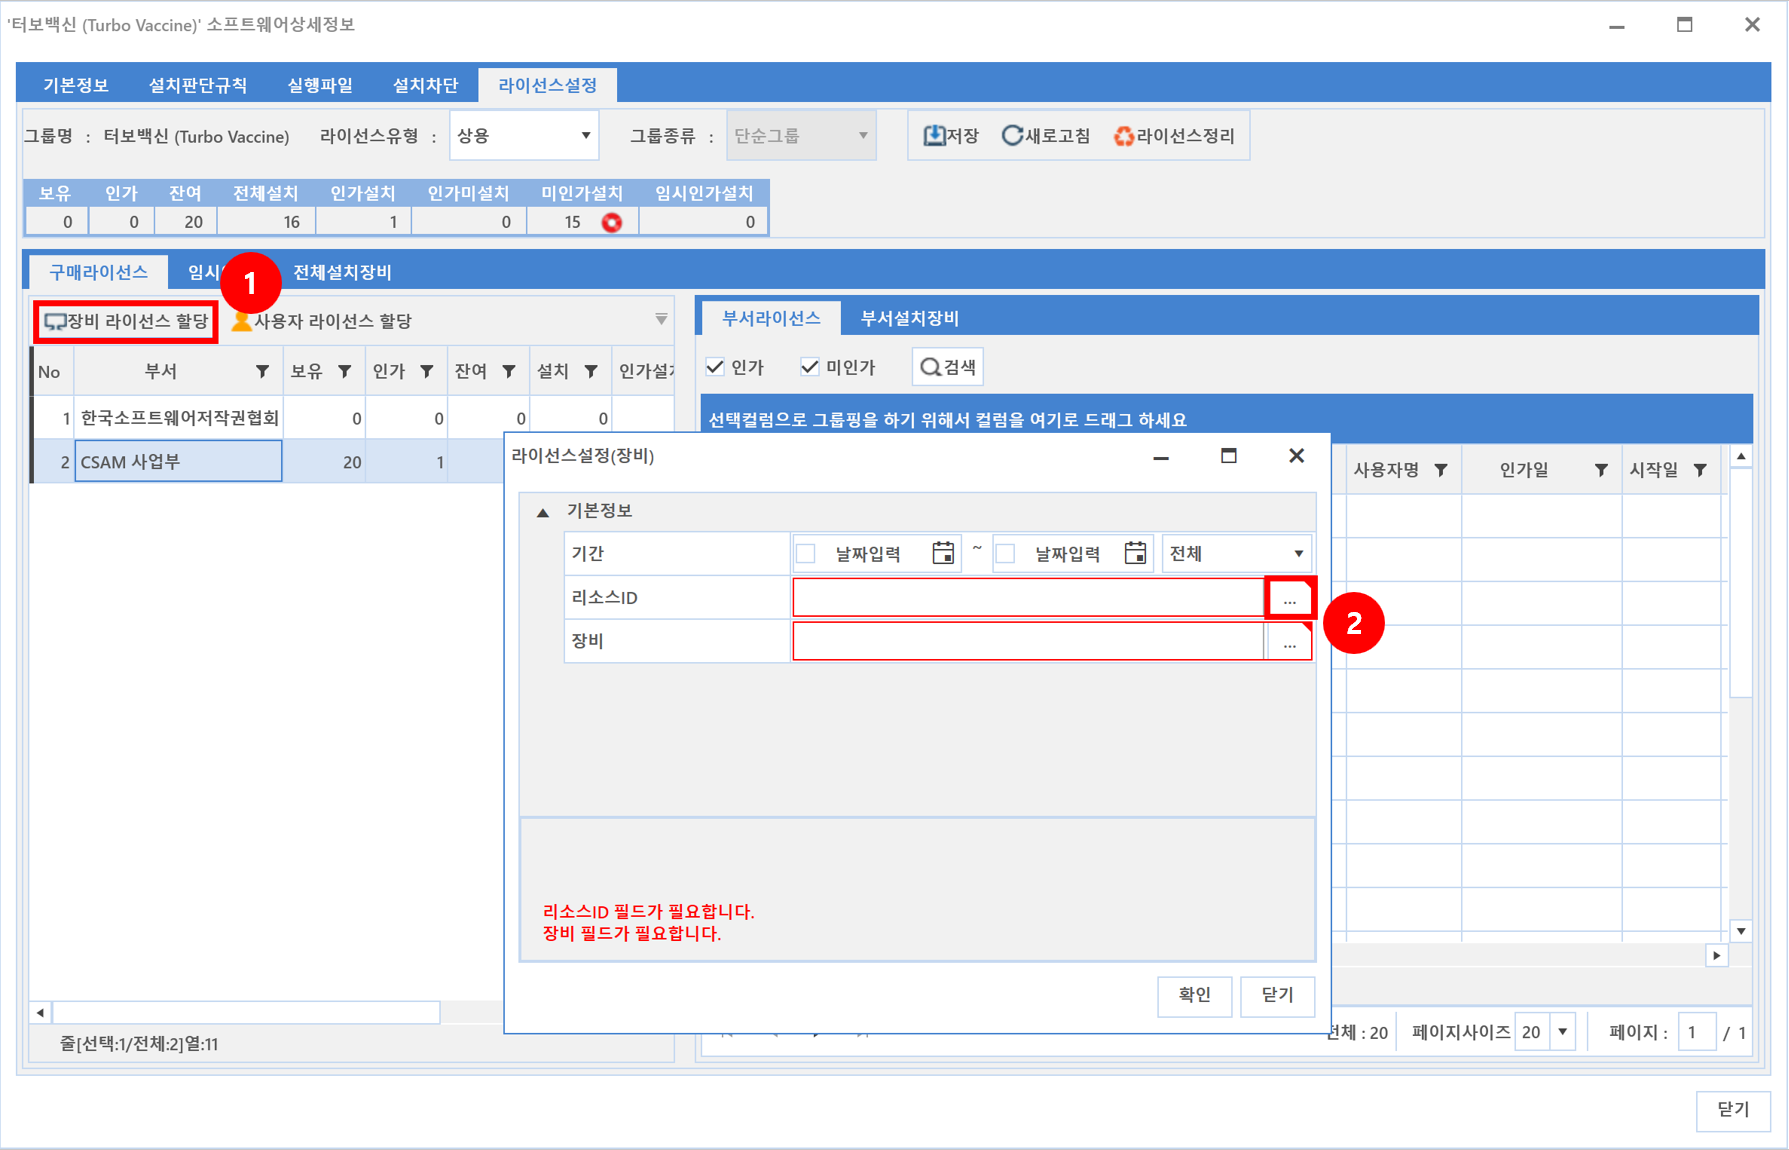 '터보백신 (Turbo Vaccine)' 소프트웨어상세정보
기본정보 설치판단규칙 실행파일 설치차단 라이선스설정
그룹명 : 터보백신 (Turbo Vaccine) 라이선스유형 : 상용 그룹종류 : 단순그룹 저장 새로고침 라이선스정리
보유 인가 잔여 전체설치 인가설치 인가미설치 미인가설치 임시인가설치
0 0 20 16 1 0 15 0
구매라이선스 임시 전체설치장비
1
장비 라이선스 할당 사용자 라이선스 할당
부서라이선스 부서설치장비
No 부서 보유 인가 잔여 설치 인가설
인가 미인가 검색
1 한국소프트웨어저작권협회 0 0 0 0
선택컬럼으로 그룹핑을 하기 위해서 컬럼을 여기로 드래그 하세요
2 CSAM 사업부 20 1
사용자명 인가일 시작일
라이선스설정(장비)
기본정보
기간 날짜입력 ~ 날짜입력 전체
리소스ID ...
2
장비 ...
리소스ID 필드가 필요합니다.
장비 필드가 필요합니다.
확인 닫기
줄[선택:1/전체:2]열:11
전체 : 20 페이지사이즈 20 페이지 : 1 / 1
닫기